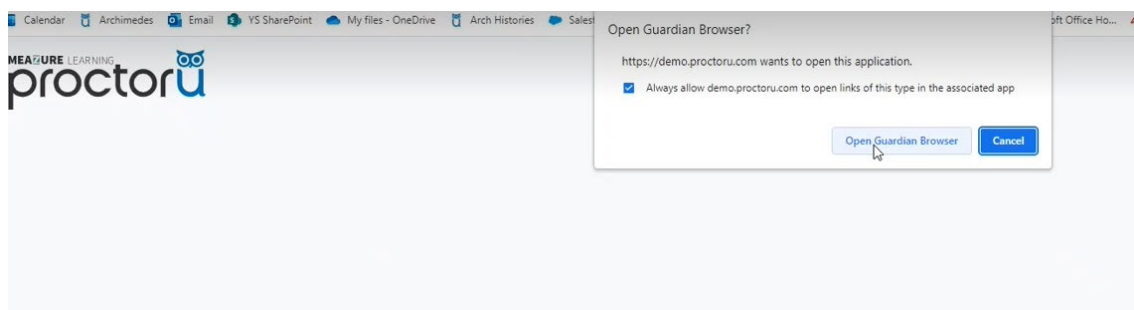 Calendar Archimedes Email YS SharePoint My files - OneDrive Arch Histories Sales
oft Office Ho...
Open Guardian Browser?
https://demo.proctoru.com wants to open this application.
Always allow demo.proctoru.com to open links of this type in the associated app
Open Guardian Browser Cancel
MEAZURE LEARNING
proctoru